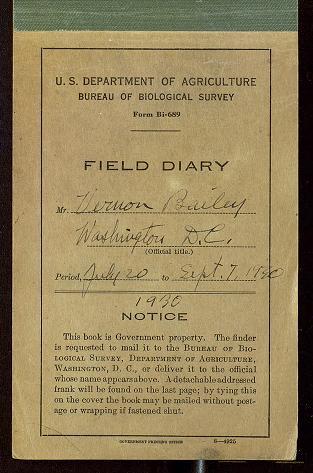 U. S. DEPARTMENT OF AGRICULTURE
BUREAU OF BIOLOGICAL SURVEY
Form Bi-689
FIELD DIARY
Mr. Vernon Bailey
Washington D.C.
(Official title.)
Period, July 20 to Sept. 7, 1930
1930
NOTICE
This book is Government property. The finder
is requested to mail it to the BUREAU OF BIO-
LOGICAL SURVEY, DEPARTMENT OF AGRICULTURE,
WASHINGTON, D. C., or deliver it to the official
whose name appears above. A detachable addressed
frank will be found on the last page; by tying this
on the cover the book may be mailed without post-
age or wrapping if fastened shut.
GOVERNMENT PRINTING OFFICE 8—4925